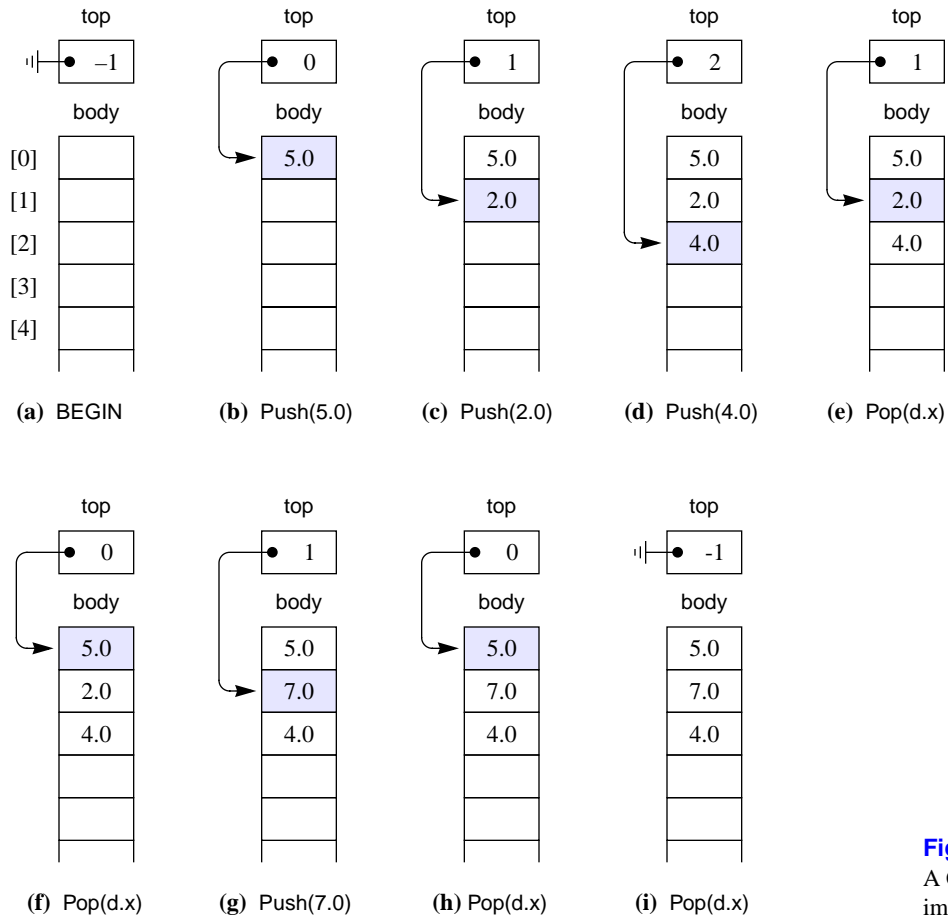 top top top top top
–1 0 1 2 1
body body body body body
[0] 5.0 5.0 5.0 5.0
[1] 2.0 2.0 2.0
[2] 4.0 4.0
[3]
[4]
(a) BEGIN (b) Push(5.0) (c) Push(2.0) (d) Push(4.0) (e) Pop(d.x)
top top top top
0 1 0 -1
body body body body
5.0 5.0 5.0 5.0
2.0 7.0 7.0 7.0
4.0 4.0 4.0 4.0
(f) Pop(d.x) (g) Push(7.0) (h) Pop(d.x) (i) Pop(d.x)
Fig
A
im